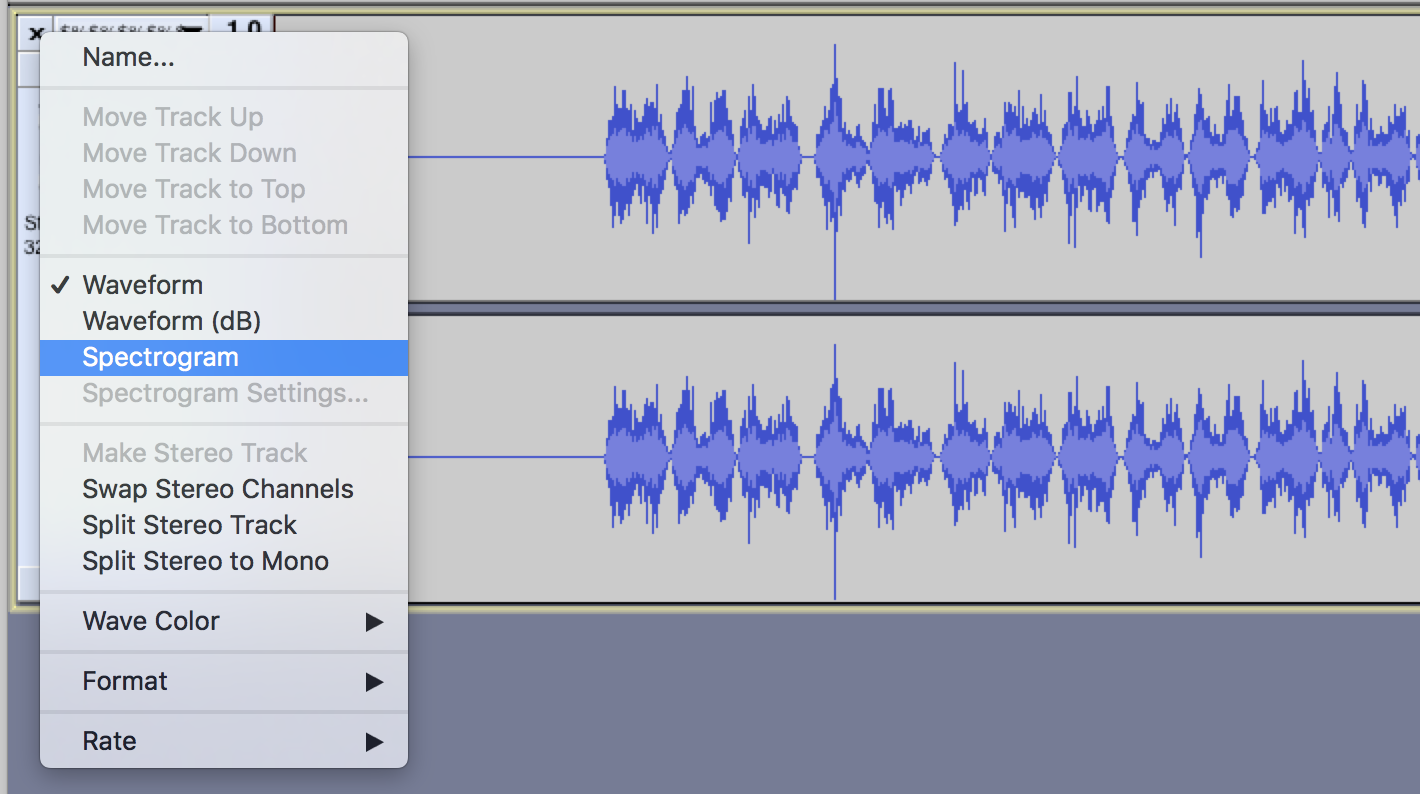 x
1.0
Name...
Move Track Up
Move Track Down
Move Track to Top
Move Track to Bottom
✓ Waveform
Waveform (dB)
Spectrogram
Spectrogram Settings...
Make Stereo Track
Swap Stereo Channels
Split Stereo Track
Split Stereo to Mono
Wave Color ▶
Format ▶
Rate ▶